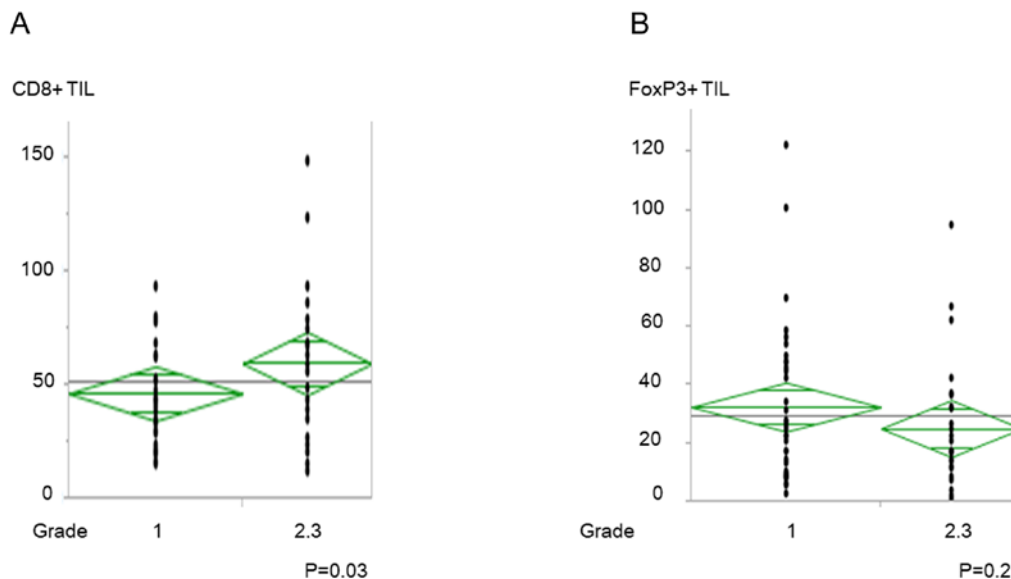 A
B
CD8+ TIL
FoxP3+ TIL
150
100
50
0
120
100
80
60
40
20
0
Grade 1 2.3
Grade 1 2.3
P=0.03
P=0.2